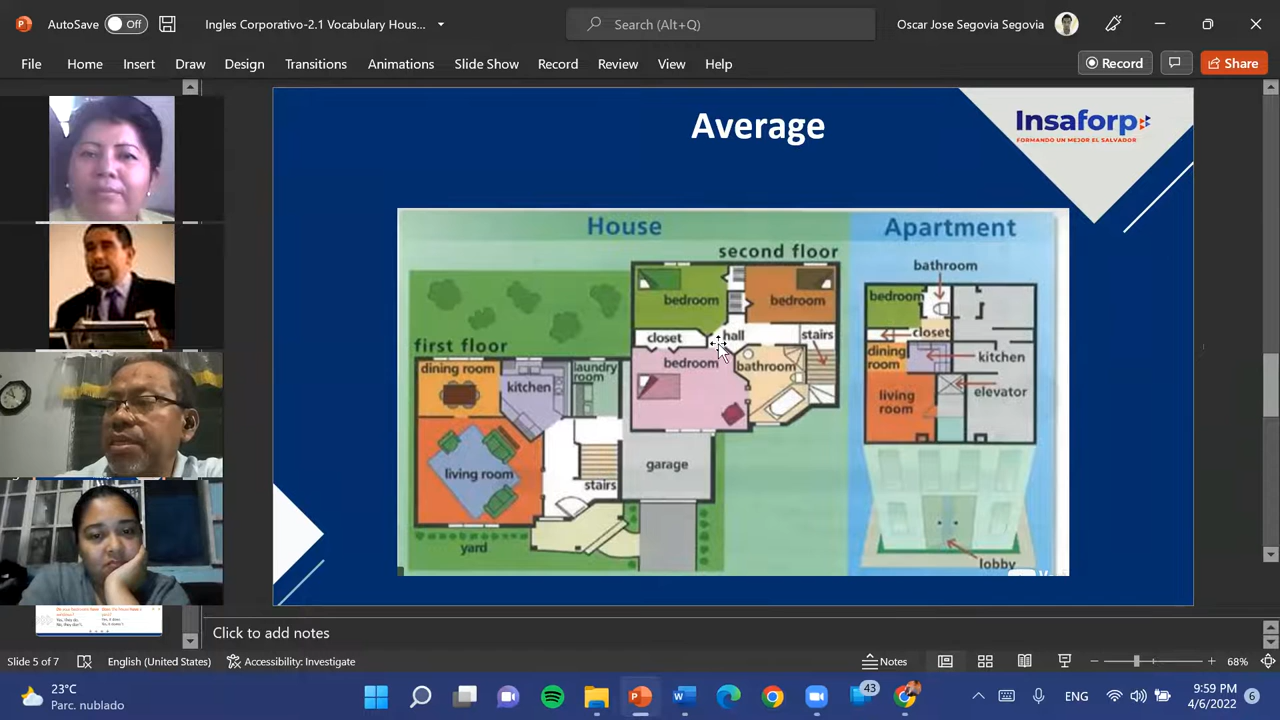 AutoSave Off Ingles Corporativo-2.1 Vocabulary Hous... Search (Alt+Q) Oscar Jose Segovia Segovia
File Home Insert Draw Design Transitions Animations Slide Show Record Review View Help Record Share
Average
Insaforp
FORMANDO UN MEJOR EL SALVADOR
House Apartment
second floor
bathroom
bedroom bedroom bedroom
closet hall stairs closet
first floor
dining room kitchen laundry room bedroom bathroom dining room kitchen
living room elevator
living room garage
stairs
yard
lobby
Click to add notes
Slide 5 of 7 English (United States) Accessibility: Investigate Notes 68%
23°C
Parc. nublado
43
ENG
9:59 PM
4/6/2022
6